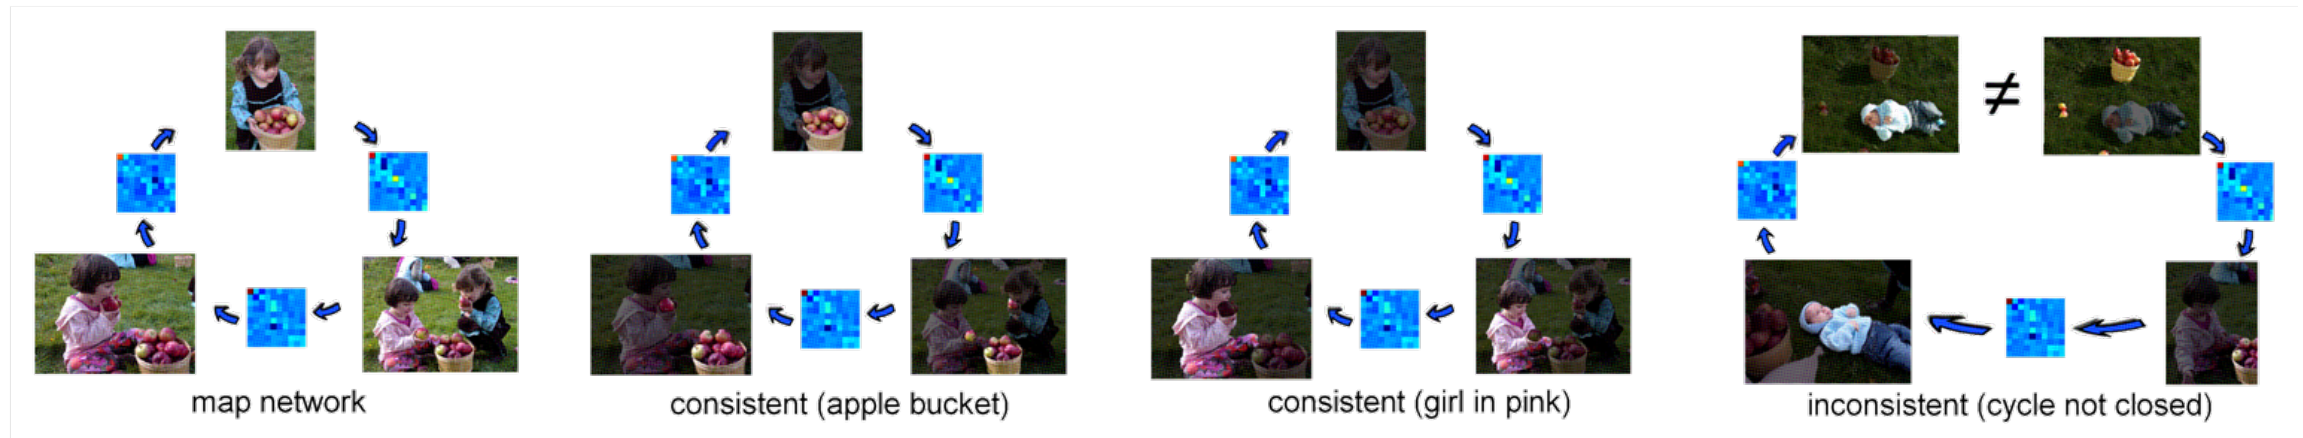 ≠
map network
consistent (apple bucket)
consistent (girl in pink)
inconsistent (cycle not closed)